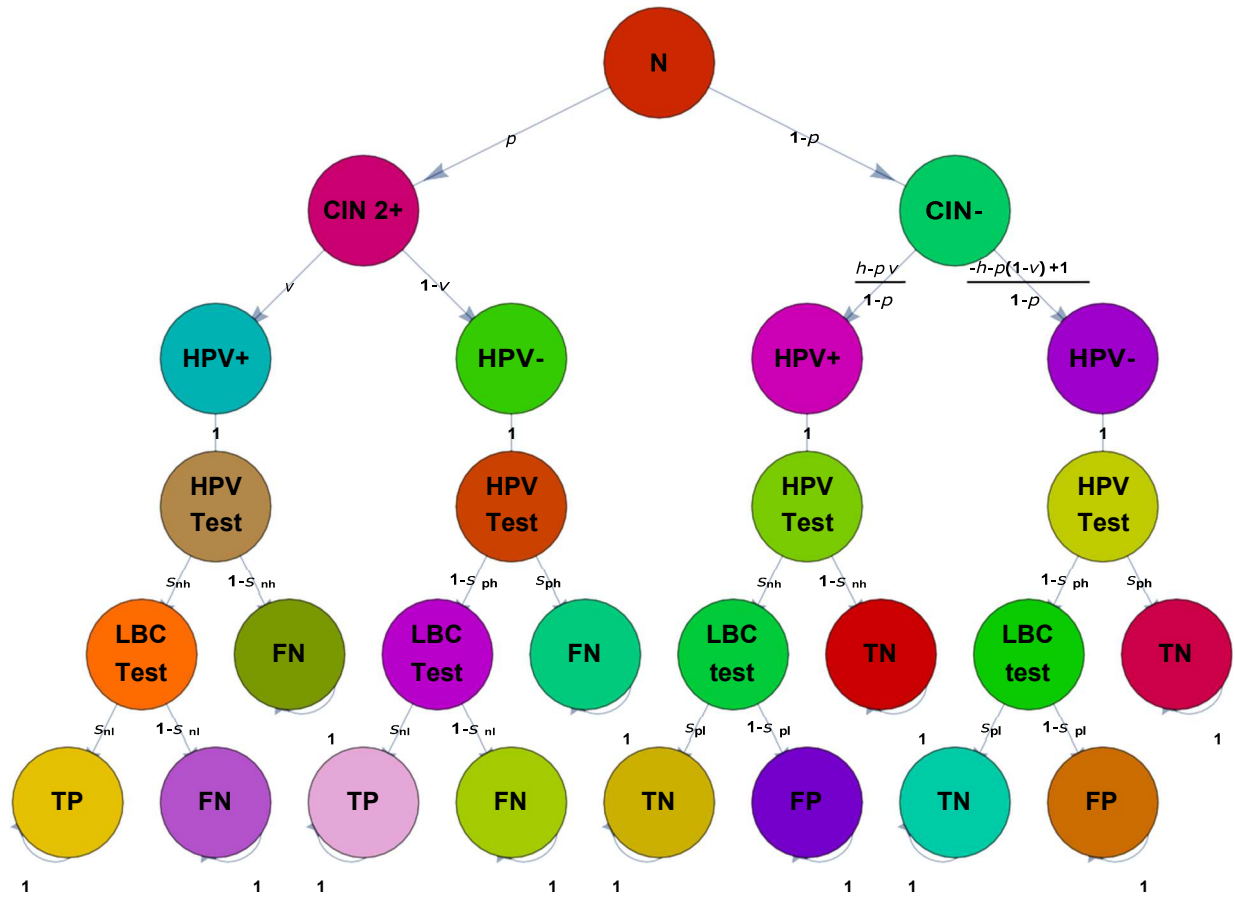 N
p
1-p
CIN 2+
CIN-
v
1-v
h-p v
1-p
-h-p(1-v) +1
1-p
HPV+
HPV-
HPV+
HPV-
1
1
1
1
HPV
Test
HPV
Test
HPV
Test
HPV
Test
snh
1-s nh
1-s ph
sph
snh
1-s nh
1-s ph
sph
LBC
Test
FN
LBC
Test
FN
LBC
test
TN
LBC
test
TN
snl
1-s nl
1
snl
1-s nl
1
spl
1-s pl
1
spl
1-s pl
1
TP
FN
TP
FN
TN
FP
TN
FP
1
1
1
1
1
1
1
1